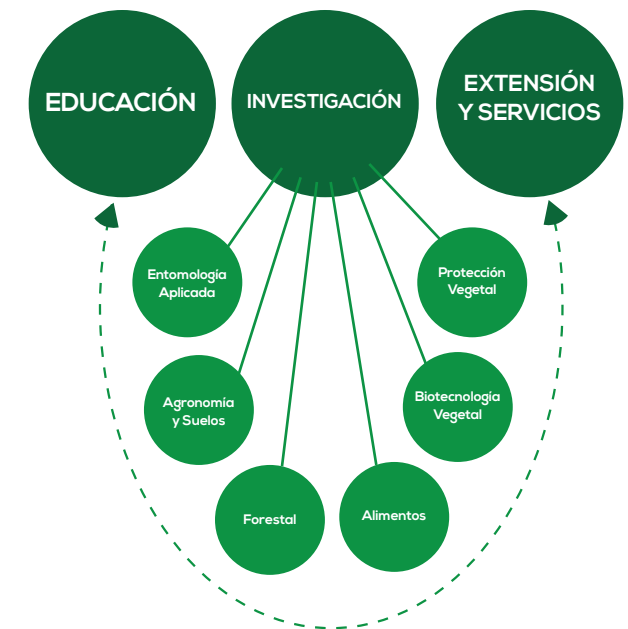 EDUCACIÓN
INVESTIGACIÓN
EXTENSIÓN
Y SERVICIOS
Entomología
Aplicada
Protección
Vegetal
Agronomía
y Suelos
Biotecnología
Vegetal
Forestal
Alimentos